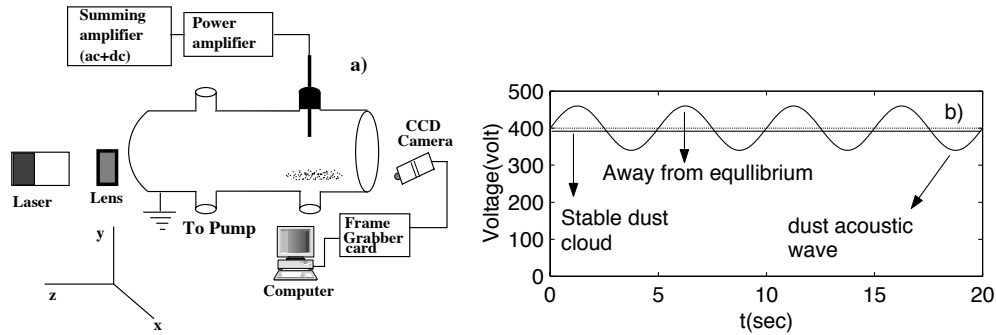 Summing
amplifier
(ac+dc)
Power
amplifier
a)
CCD
Camera
Laser
Lens
To Pump
Frame
Grabber
card
Computer
y
z
x
b)
500
400
300
200
100
0
Voltage(volt)
Away from equllibrium
Stable dust
cloud
dust acoustic
wave
0
5
10
15
20
t(sec)